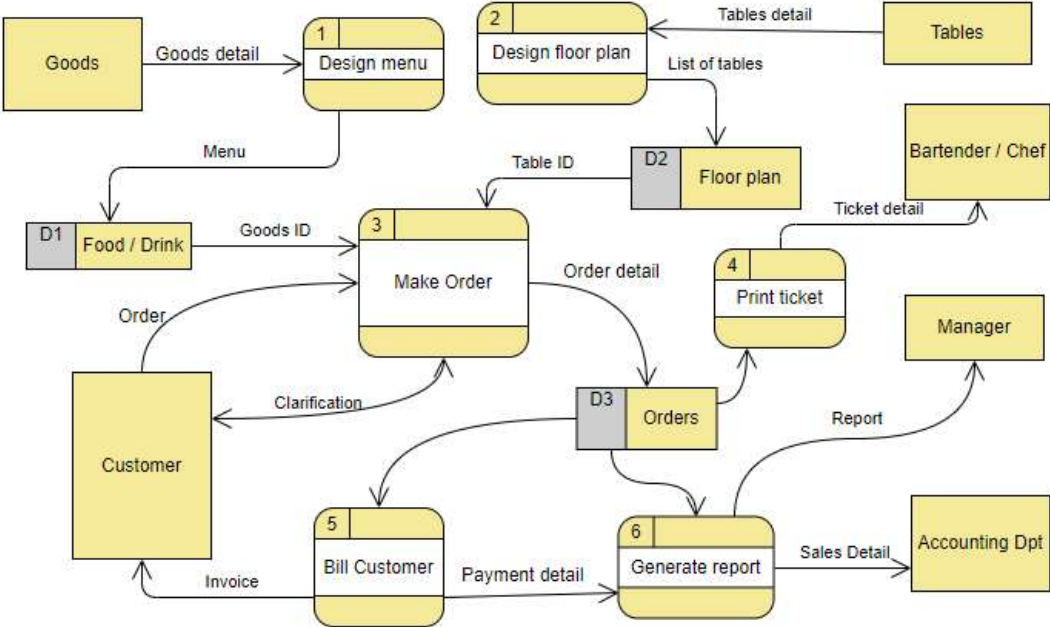 1
2
Tables detail
Goods
Goods detail
Design menu
Design floor plan
Tables
List of tables
Menu
Table ID
D2
Floor plan
Bartender / Chef
D1
Food / Drink
Goods ID
3
Make Order
Order detail
Ticket detail
4
Print ticket
Order
Manager
Clarification
D3
Orders
Report
Customer
5
Bill Customer
6
Generate report
Sales Detail
Accounting Dpt
Invoice
Payment detail